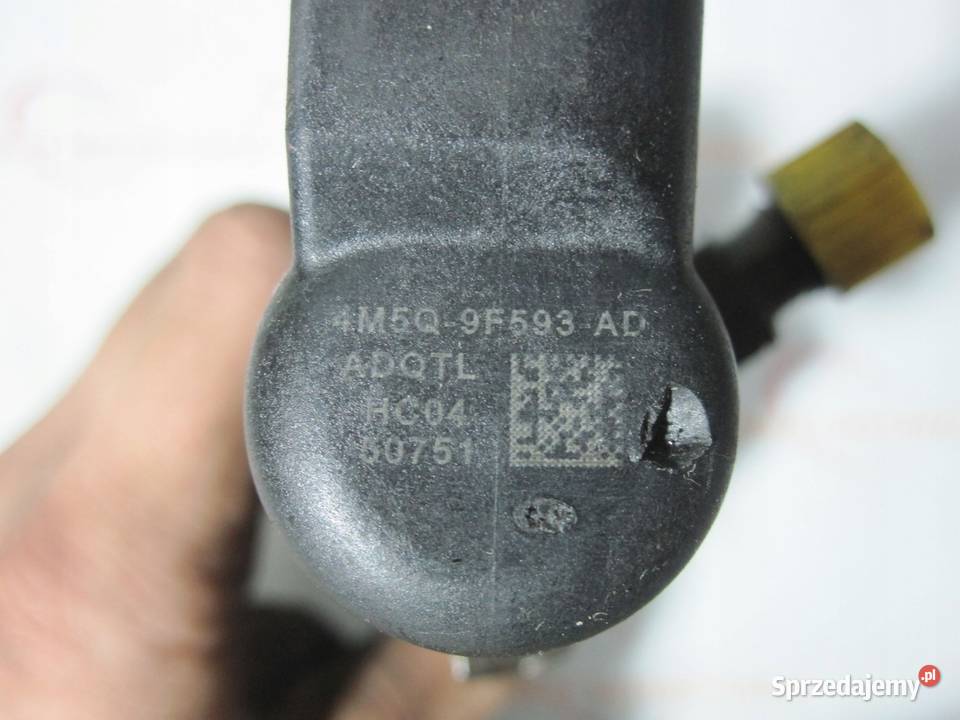 4M5Q-9F593-AD
ADQTL
HC04
50751
Sprzedajemy.pl